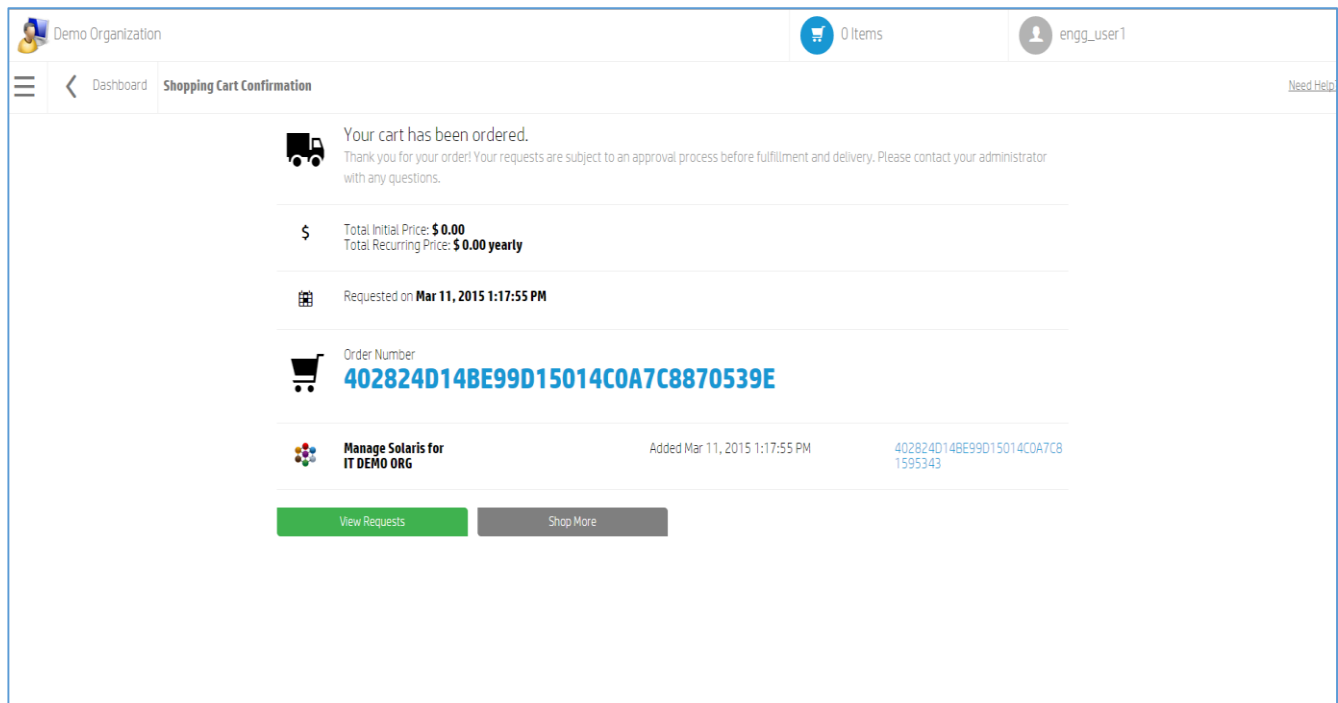 Demo Organization
0 Items
engg_user1
Dashboard
Shopping Cart Confirmation
Need Help?
Your cart has been ordered.
Thank you for your order! Your requests are subject to an approval process before fulfillment and delivery. Please contact your administrator
with any questions.
$
Total Initial Price: $ 0.00
Total Recurring Price: $ 0.00 yearly
Requested on Mar 11, 2015 1:17:55 PM
Order Number
402824D14BE99D15014C0A7C8870539E
Manage Solaris for
IT DEMO ORG
Added Mar 11, 2015 1:17:55 PM
402824D14BE99D15014C0A7C8
1595343
View Requests
Shop More